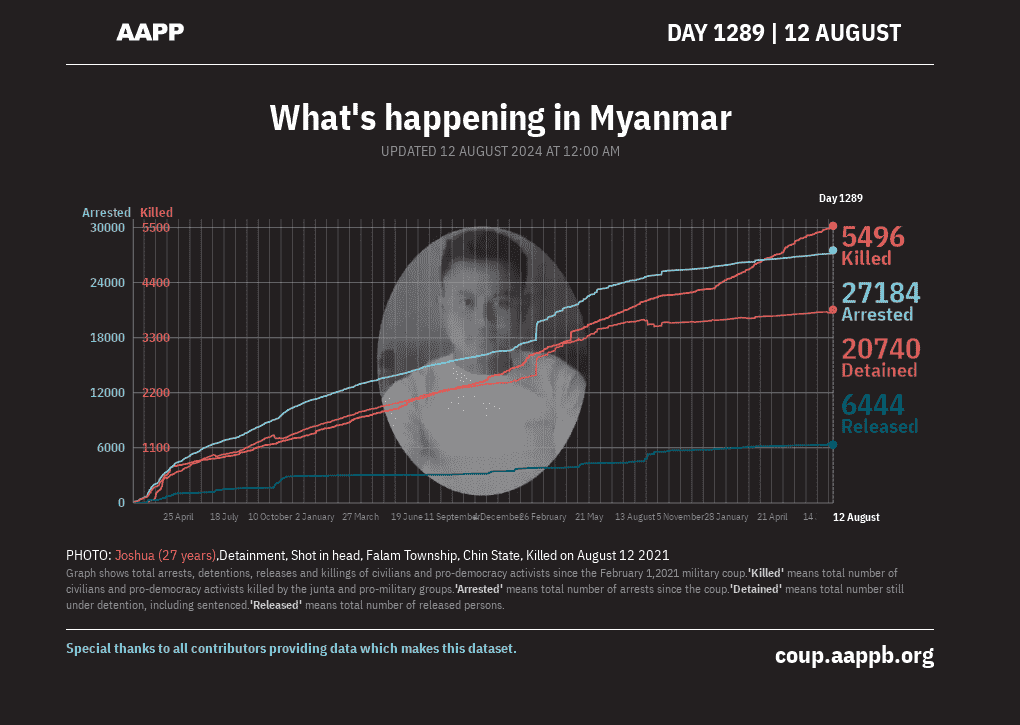 AAPP
DAY 1289 | 12 AUGUST
What's happening in Myanmar
UPDATED 12 AUGUST 2024 AT 12:00 AM
Day 1289
Arrested Killed
30000 5500
24000 4400
18000 3300
12000 2200
6000 1100
0
5496
Killed
27184
Arrested
20740
Detained
6444
Released
25 April 18 July 10 October 2 January 27 March 19 June 11 September December 26 February 21 May 13 August 5 November 28 January 21 April 14 12 August
PHOTO: Joshua (27 years),Detainment, Shot in head, Falam Township, Chin State, Killed on August 12 2021
Graph shows total arrests, detentions, releases and killings of civilians and pro-democracy activists since the February 1,2021 military coup.'Killed' means total number of
civilians and pro-democracy activists killed by the junta and pro-military groups.'Arrested' means total number of arrests since the coup.'Detained' means total number still
under detention, including sentenced.'Released' means total number of released persons.
Special thanks to all contributors providing data which makes this dataset.
coup.aappb.org